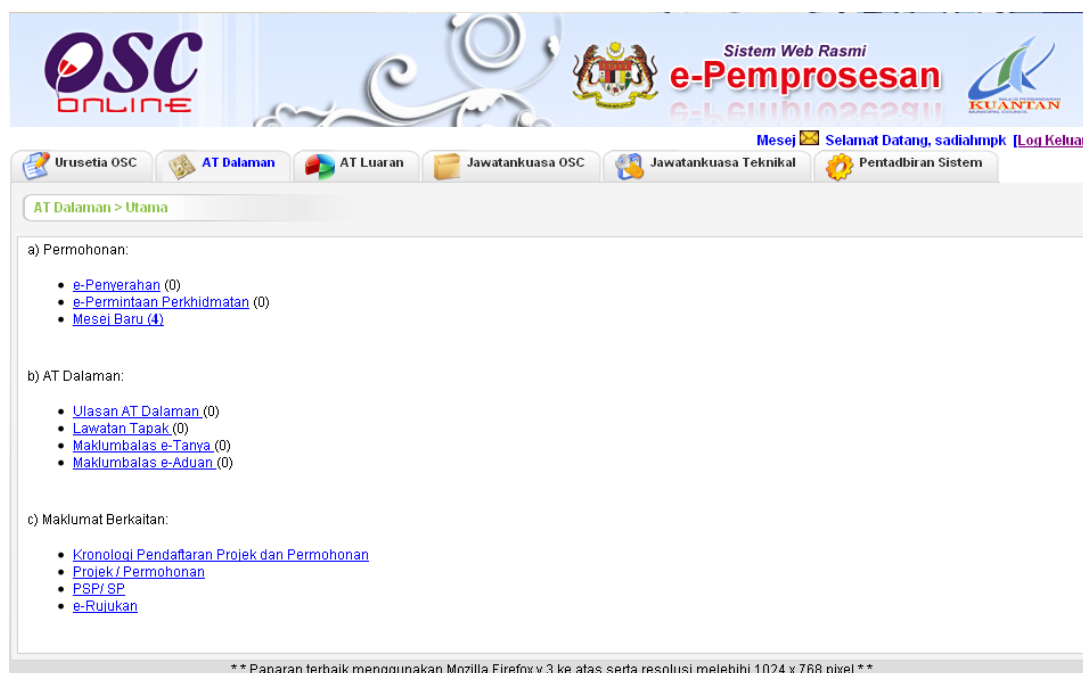 OSC
ONLINE
Sistem Web Rasmi
e-Pemprosesan
KUANTAN
Mesej Selamat Datang, sadiahmpk [Log Keluar
Urusetia OSC AT Dalaman AT Luaran Jawatankuasa OSC Jawatankuasa Teknikal Pentadbiran Sistem
AT Dalaman > Utama
a) Permohonan:
• e-Penyerahan (0)
• e-Permintaan Perkhidmatan (0)
• Mesej Baru (4)
b) AT Dalaman:
• Ulasan AT Dalaman (0)
• Lawatan Tapak (0)
• Maklumbalas e-Tanya (0)
• Maklumbalas e-Aduan (0)
c) Maklumat Berkaitan:
• Kronologi Pendaftaran Projek dan Permohonan
• Projek / Permohonan
• PSP/ SP
• e-Rujukan
* * Paparan terbaik menggunakan Mozilla Firefox v 3 ke atas serta resolusi melebihi 1024 x 768 pixel * *